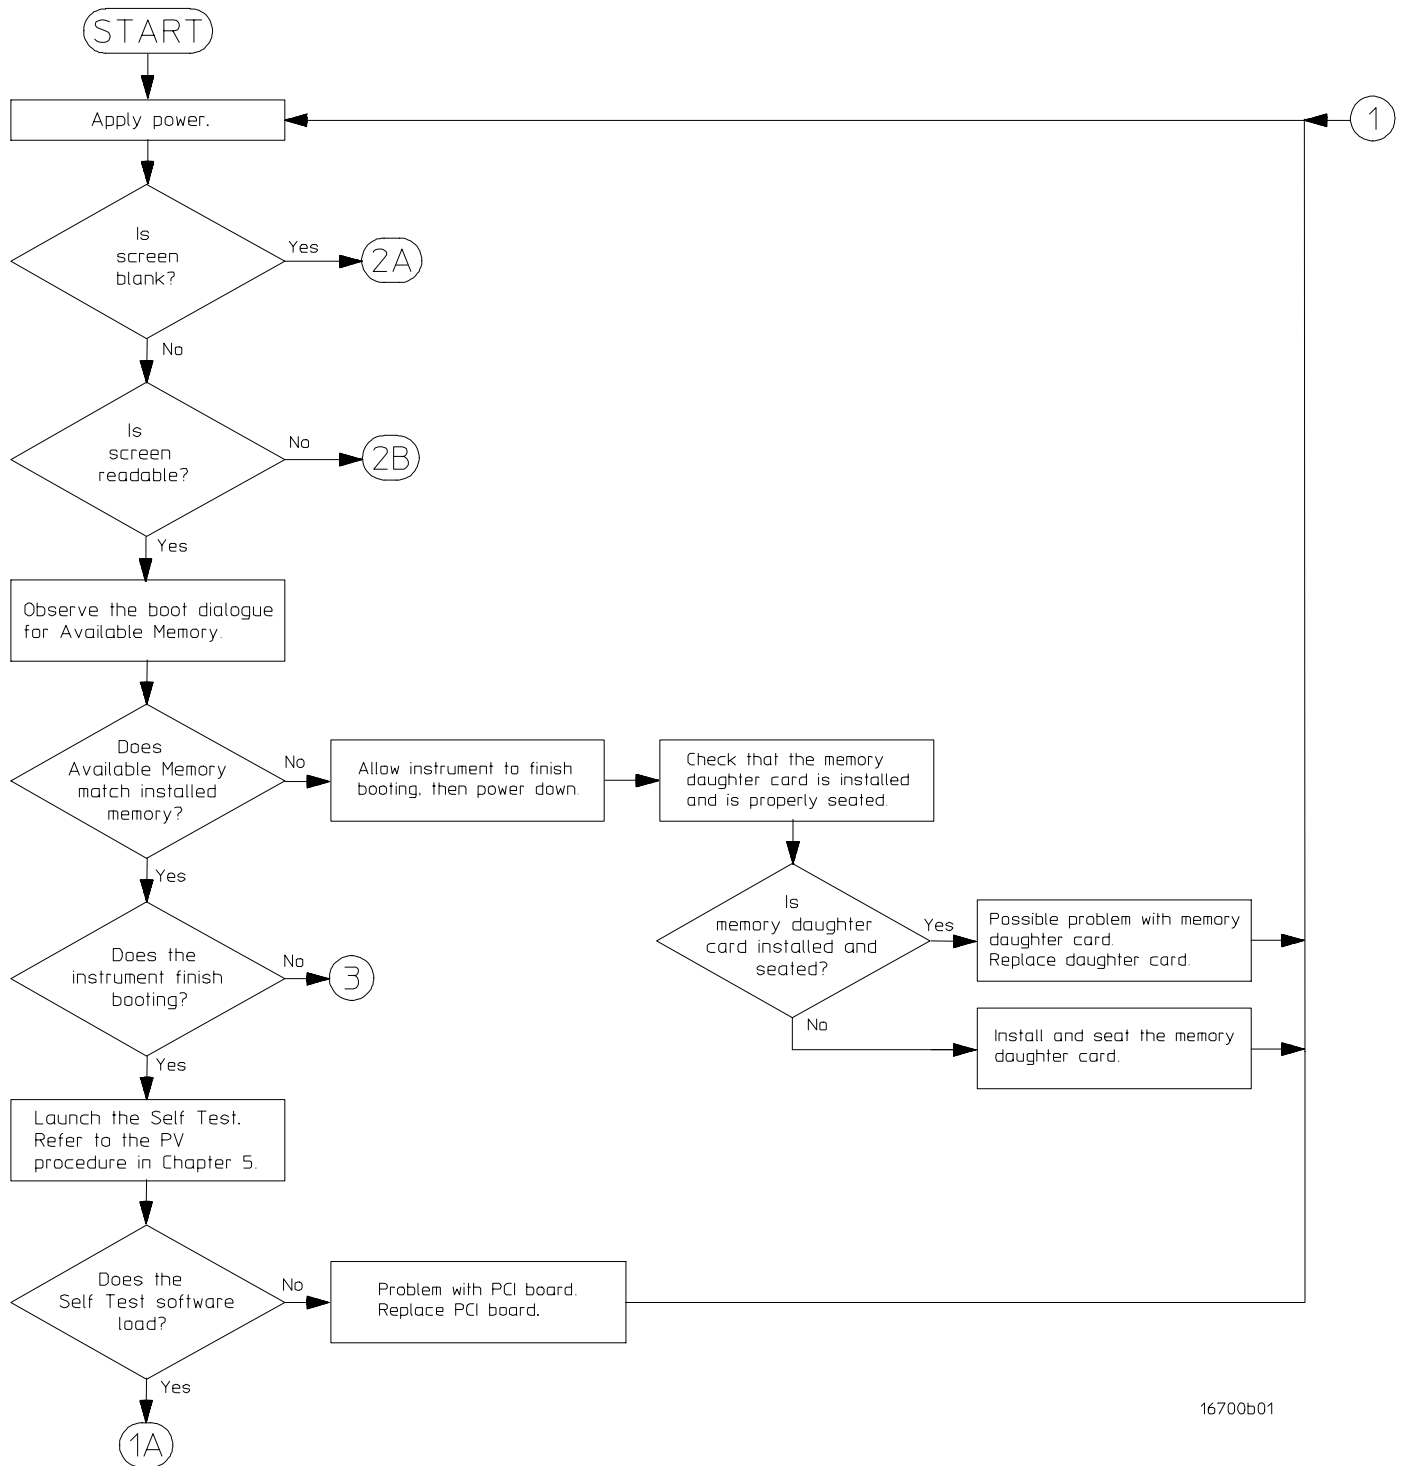 START
Apply power.
1
Is
screen
blank?
Yes
2A
No
Is
screen
readable?
No
2B
Yes
Observe the boot dialogue
for Available Memory.
Does
Available Memory
match installed
memory?
No
Allow instrument to finish
booting, then power down.
Check that the memory
daughter card is installed
and is properly seated.
Yes
Is
memory daughter
card installed and
seated?
Yes
Possible problem with memory
daughter card.
Replace daughter card.
No
Install and seat the memory
daughter card.
Does the
instrument finish
booting?
No
3
Yes
Launch the Self Test.
Refer to the PV
procedure in Chapter 5.
Does the
Self Test software
load?
No
Problem with PCI board.
Replace PCI board.
Yes
1A
16700b01